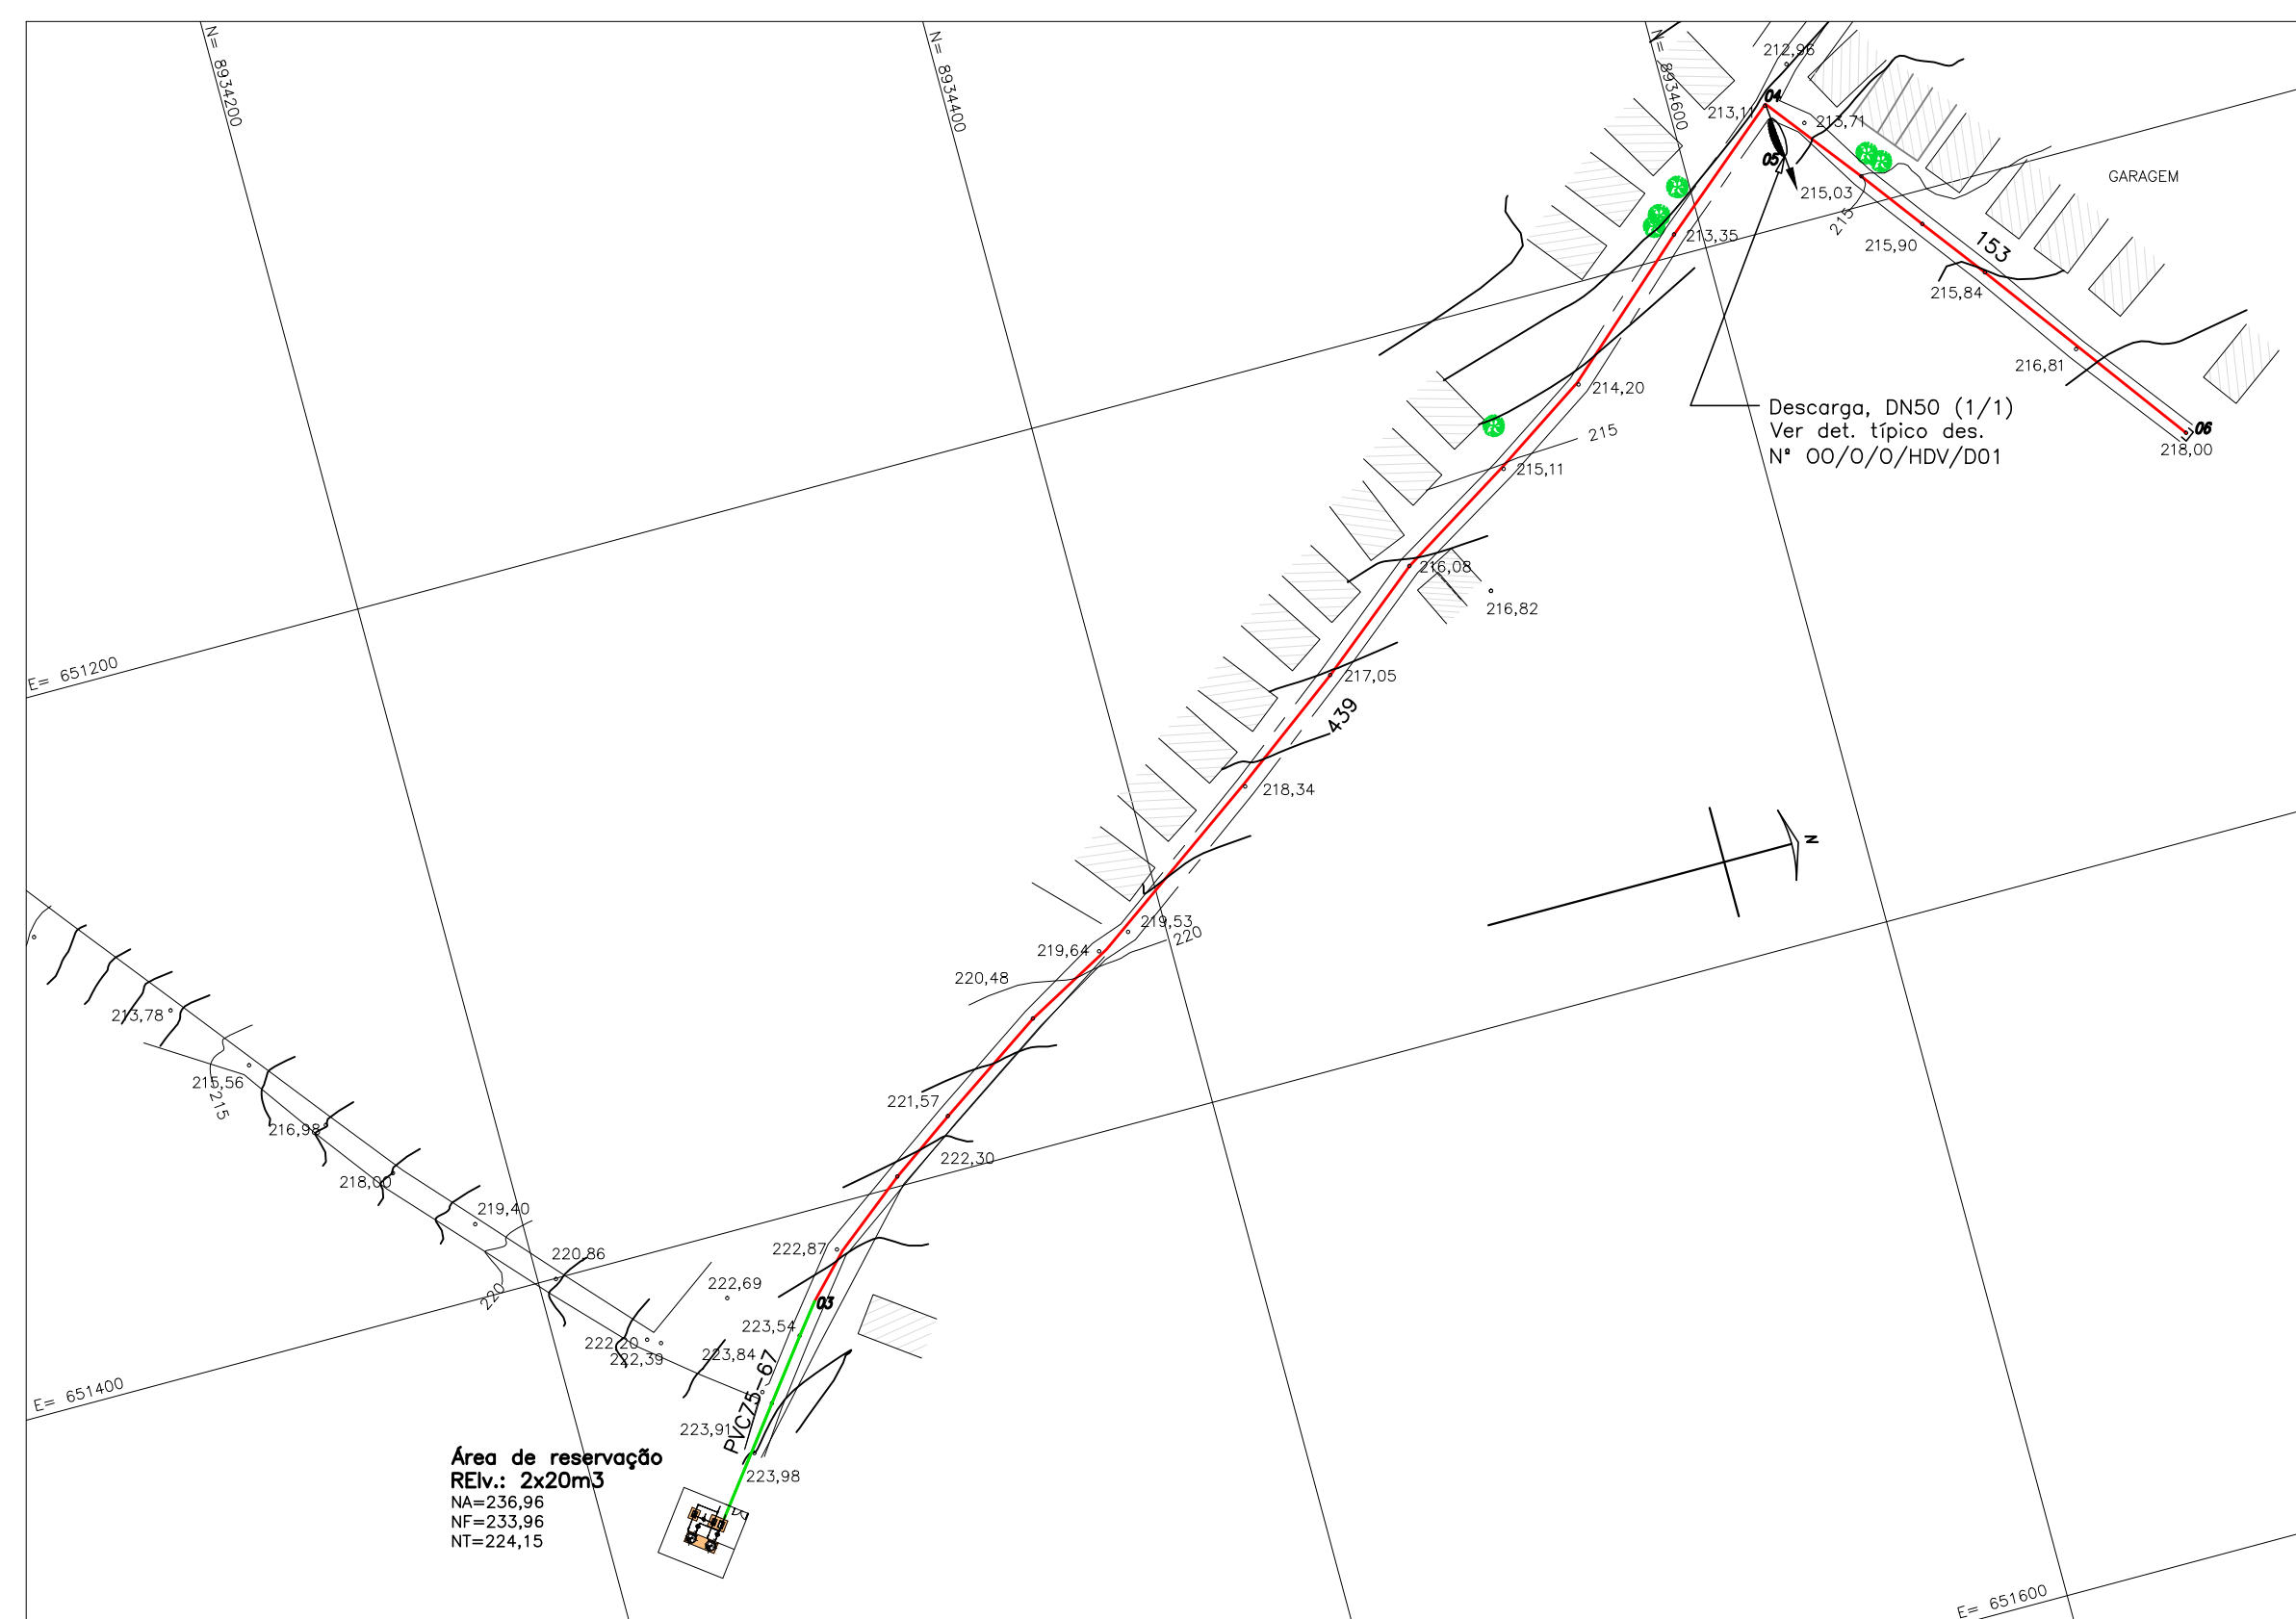 N= 8934200
N= 8934400
N= 8934600
212,96
04
213,11
213,71
05
215,03
GARAGEM
215
213,35
215,90
153
215,84
216,81
214,20
Descarga, DN50 (1/1)
Ver det. típico des.
Nº 00/0/0/HDV/D01
06
218,00
215
215,11
216,08
216,82
E= 651200
217,05
439
218,34
N
219,53
219,64
220
220,48
213,78
215,56
215
221,57
216,98
222,30
218,00
219,40
222,87
220,86
220
222,69
03
223,54
222,20
222,39
223,84
PVC75-67
E= 651400
223,91
Área de reservação
RElv.: 2x20m3
NA=236,96
NF=233,96
NT=224,15
223,98
E= 651600